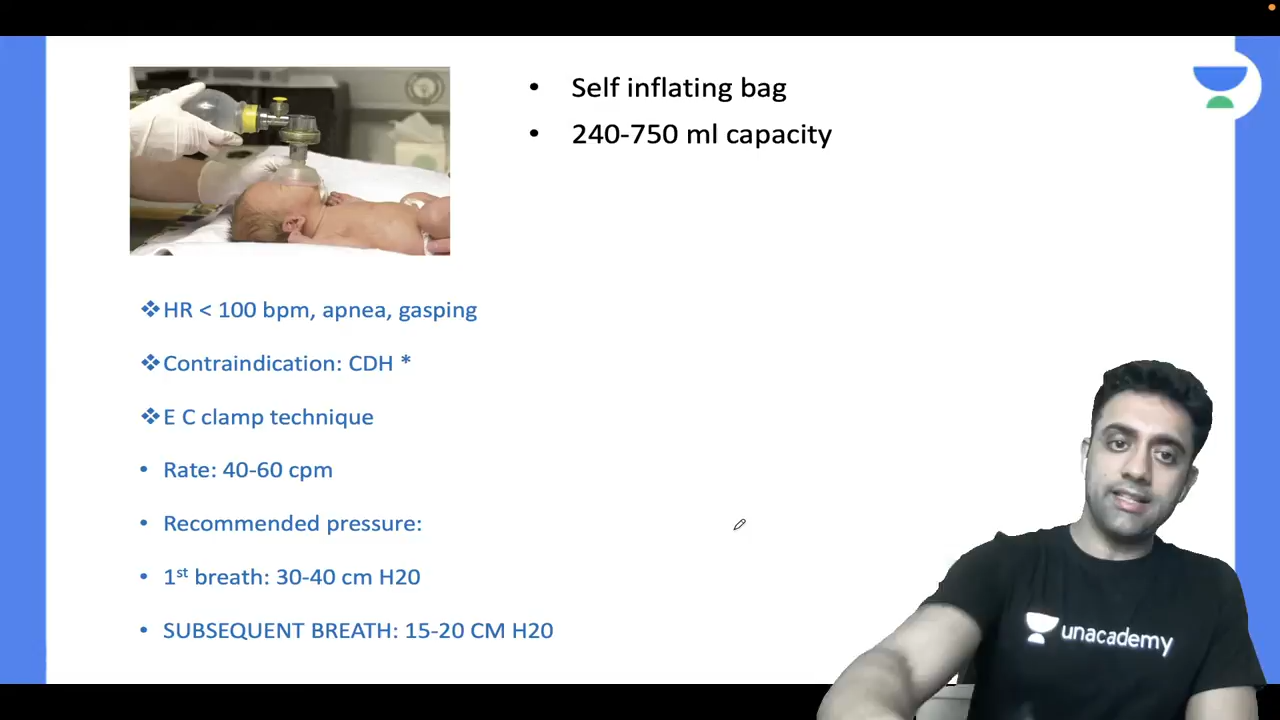 Self inflating bag
240-750 ml capacity
HR < 100 bpm, apnea, gasping
Contraindication: CDH *
E C clamp technique
Rate: 40-60 cpm
Recommended pressure:
1st breath: 30-40 cm H20
SUBSEQUENT BREATH: 15-20 CM H20
unacademy